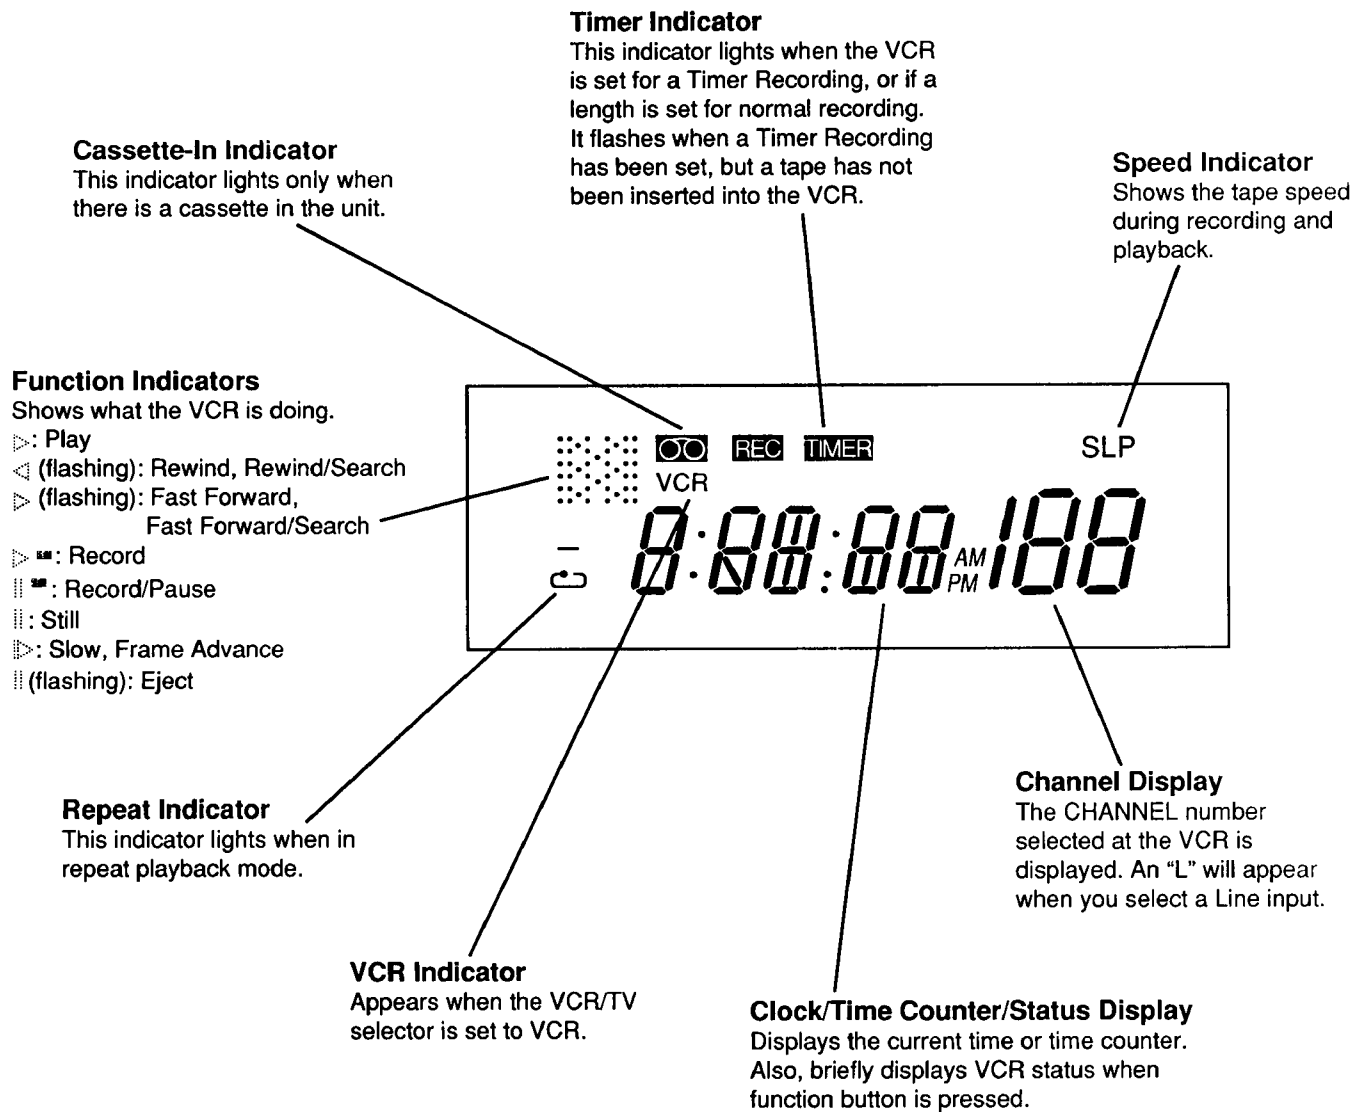 Timer Indicator
This indicator lights when the VCR
is set for a Timer Recording, or if a
length is set for normal recording.
It flashes when a Timer Recording
has been set, but a tape has not
been inserted into the VCR.
Cassette-In Indicator
This indicator lights only when
there is a cassette in the unit.
Speed Indicator
Shows the tape speed
during recording and
playback.
Function Indicators
Shows what the VCR is doing.
▷: Play
◁ (flashing): Rewind, Rewind/Search
▷ (flashing): Fast Forward,
Fast Forward/Search
▷ : Record
|| : Record/Pause
|| : Still
||▷: Slow, Frame Advance
|| (flashing): Eject
REC TIMER SLP
VCR
8:88:88 AM PM 188
Repeat Indicator
This indicator lights when in
repeat playback mode.
Channel Display
The CHANNEL number
selected at the VCR is
displayed. An “L” will appear
when you select a Line input.
VCR Indicator
Appears when the VCR/TV
selector is set to VCR.
Clock/Time Counter/Status Display
Displays the current time or time counter.
Also, briefly displays VCR status when
function button is pressed.